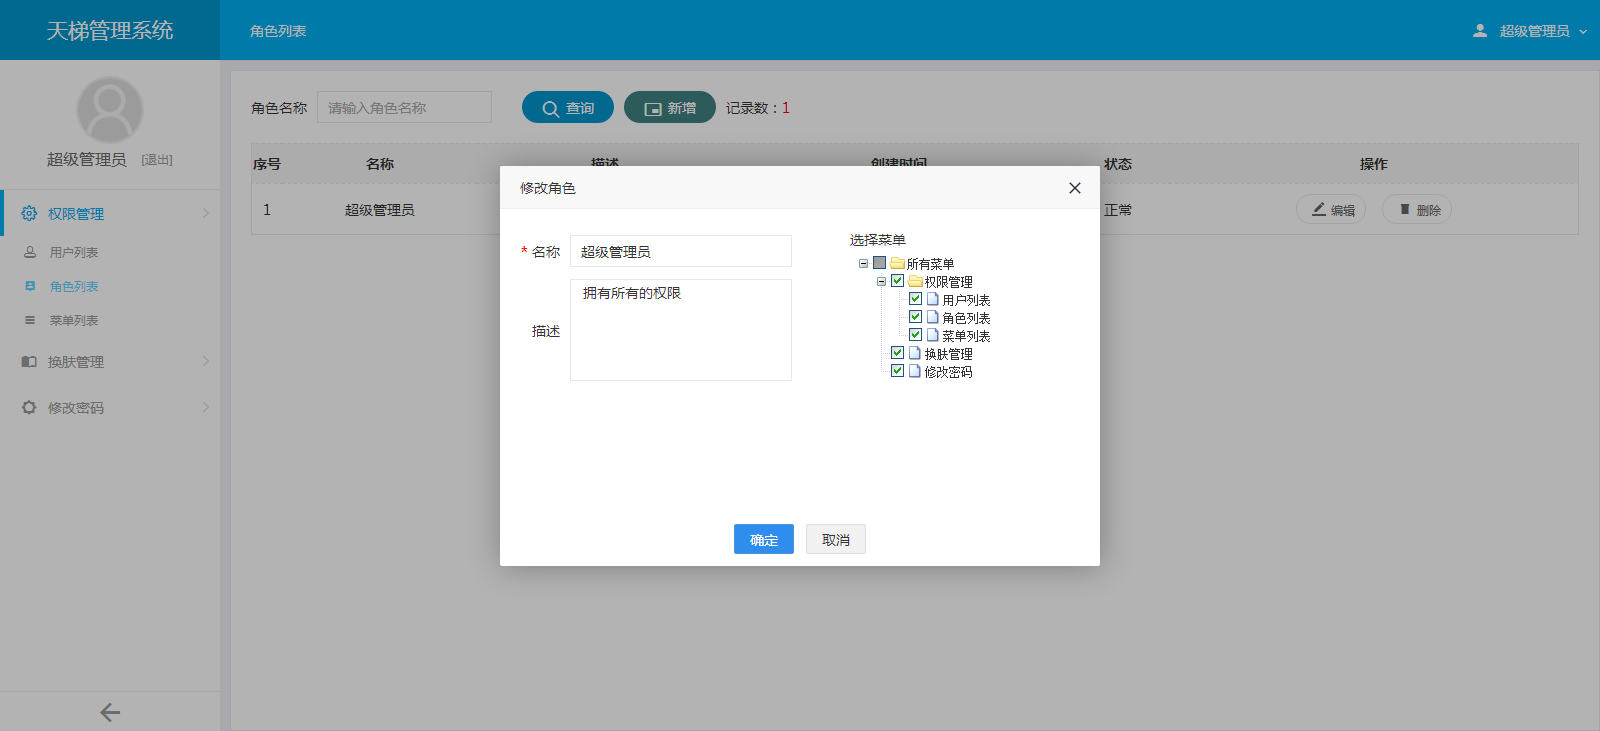 天梯管理系统
角色列表
超级管理员
超级管理员 [退出]
权限管理
用户列表
角色列表
菜单列表
换肤管理
修改密码
角色名称 请输入角色名称 查询 新增 记录数：1
序号 名称 描述 创建时间 状态 操作
1 超级管理员 正常 编辑 删除
修改角色
* 名称 超级管理员
描述 拥有所有的权限
选择菜单
所有菜单
权限管理
用户列表
角色列表
菜单列表
换肤管理
修改密码
确定 取消